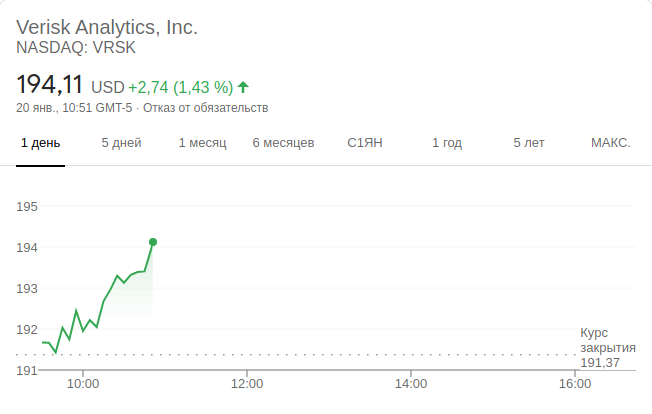 Verisk Analytics, Inc.
NASDAQ: VRSK
194,11 USD +2,74 (1,43 %)
20 янв., 10:51 GMT-5 · Отказ от обязательств
1 день 5 дней 1 месяц 6 месяцев С1ЯН 1 год 5 лет МАКС.
195
194
193
192
191
Курс
закрытия
191,37
10:00 12:00 14:00 16:00